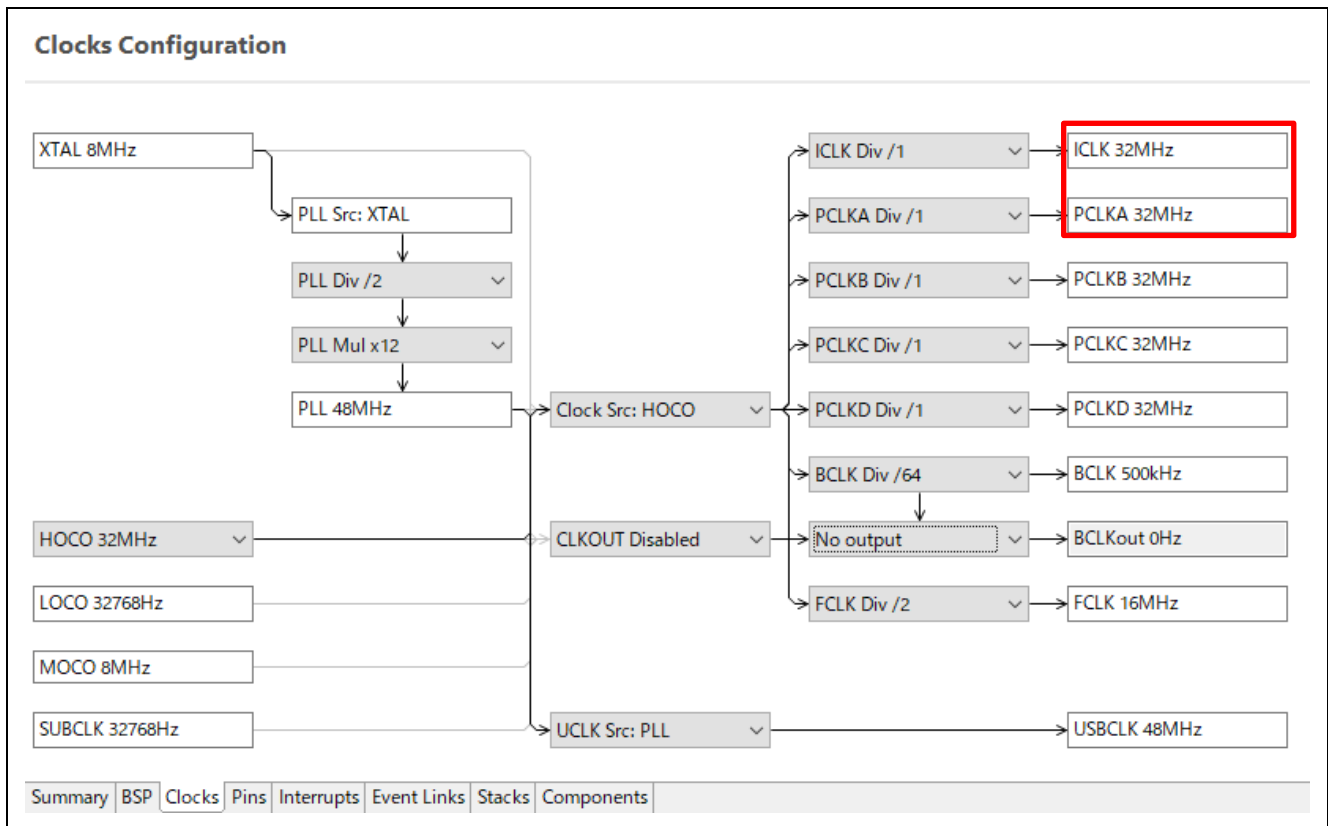 Clocks Configuration
XTAL 8MHz
PLL Src: XTAL
PLL Div /2
PLL Mul x12
PLL 48MHz
HOCO 32MHz
LOCO 32768Hz
MOCO 8MHz
SUBCLK 32768Hz
Clock Src: HOCO
CLKOUT Disabled
UCLK Src: PLL
ICLK Div /1
ICLK 32MHz
PCLKA Div /1
PCLKA 32MHz
PCLKB Div /1
PCLKB 32MHz
PCLKC Div /1
PCLKC 32MHz
PCLKD Div /1
PCLKD 32MHz
BCLK Div /64
BCLK 500kHz
No output
BCLKout 0Hz
FCLK Div /2
FCLK 16MHz
USBCLK 48MHz
Summary BSP Clocks Pins Interrupts Event Links Stacks Components